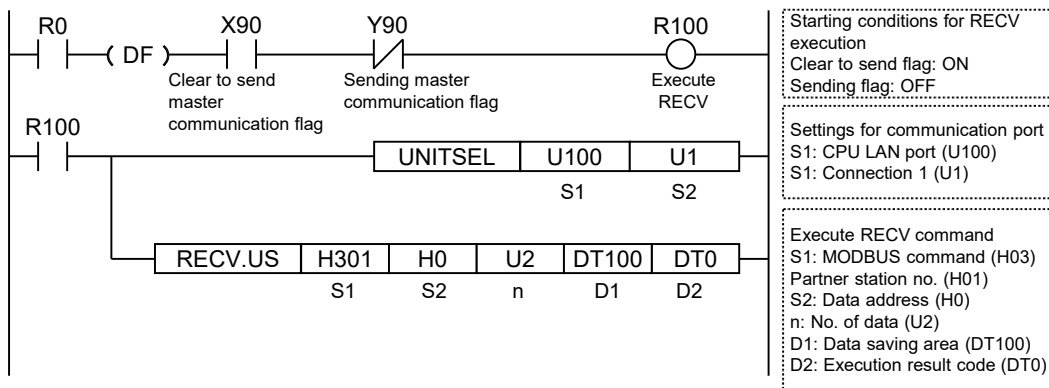 R0 X90 Y90 R100
( DF )
Clear to send
master
communication flag
Sending master
communication flag
Execute
RECV
Starting conditions for RECV
execution
Clear to send flag: ON
Sending flag: OFF
R100
UNITSEL U100 U1
S1 S2
Settings for communication port
S1: CPU LAN port (U100)
S1: Connection 1 (U1)
RECV.US H301 H0 U2 DT100 DT0
S1 S2 n D1 D2
Execute RECV command
S1: MODBUS command (H03)
Partner station no. (H01)
S2: Data address (H0)
n: No. of data (U2)
D1: Data saving area (DT100)
D2: Execution result code (DT0)